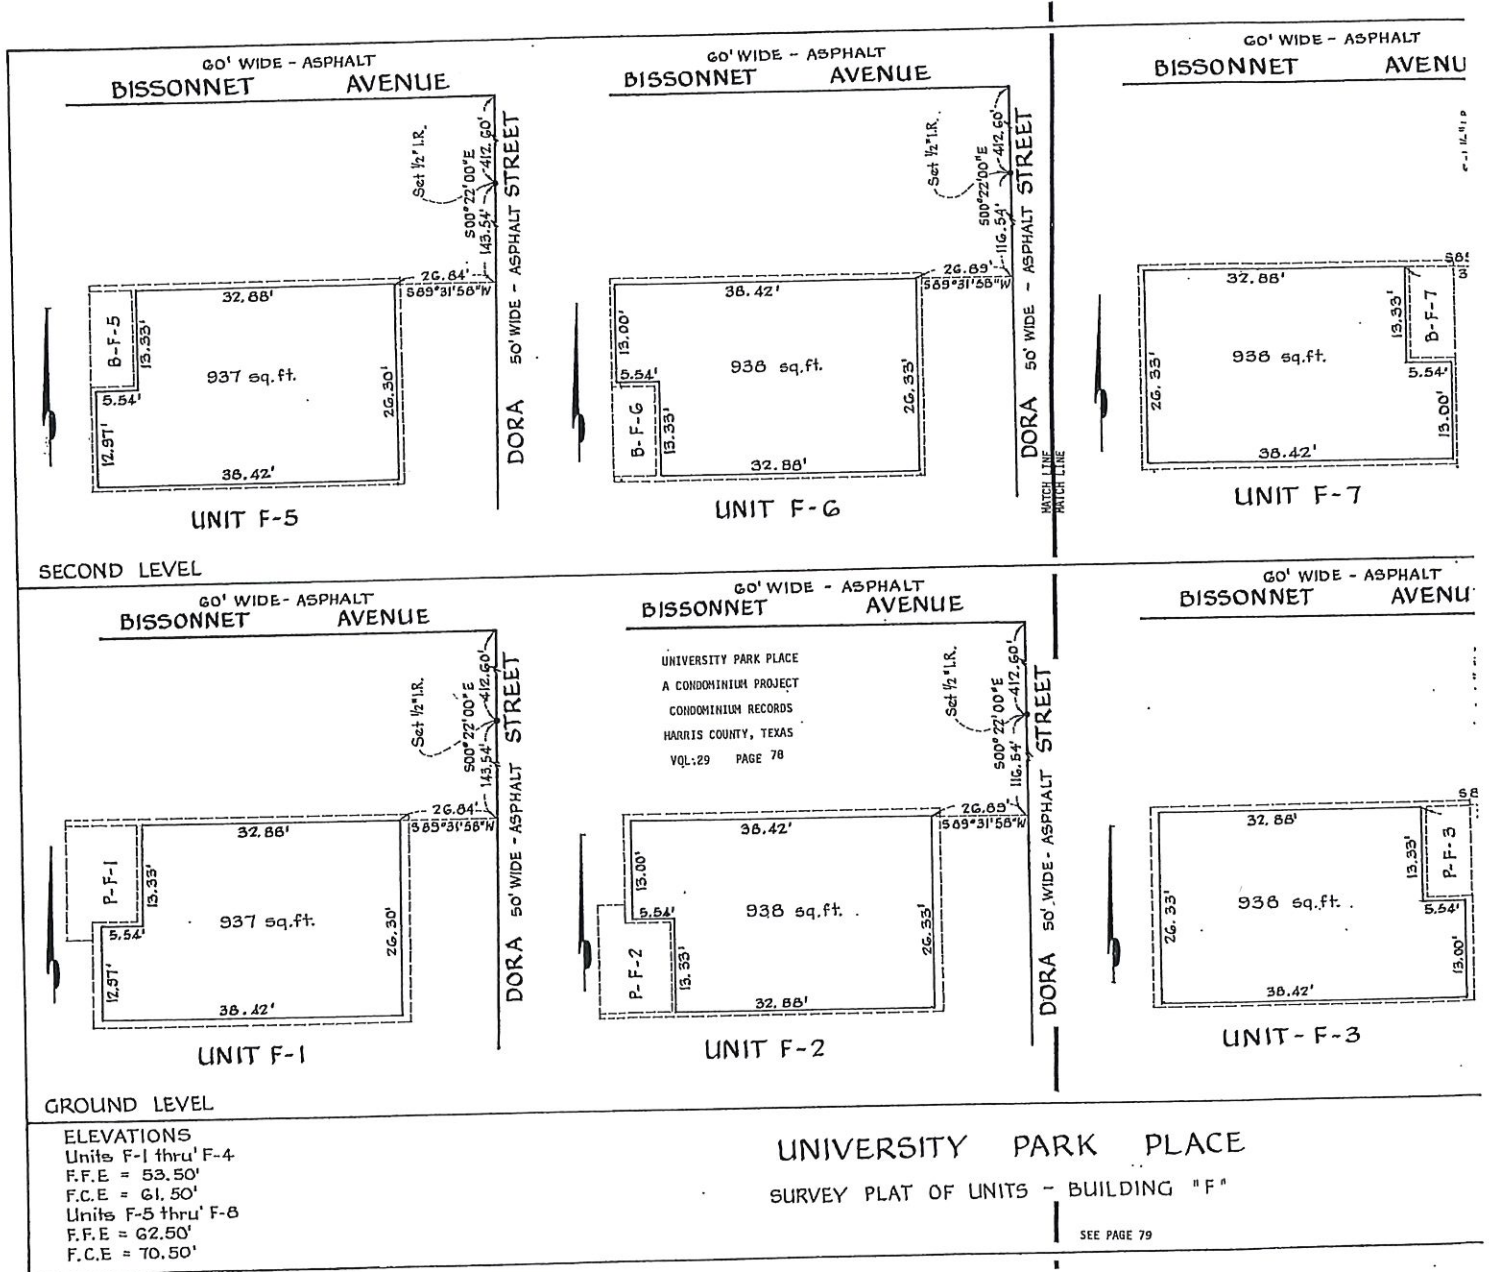 60' WIDE - ASPHALT
BISSONNET AVENUE
Set 1/2" I.R.
S00°22'00"E
412.60'
143.54'
DORA 50' WIDE - ASPHALT STREET
26.84'
S89°31'58"W
32.88'
B-F-5
13.33'
937 sq.ft.
5.54'
26.30'
12.97'
38.42'
UNIT F-5
60' WIDE - ASPHALT
BISSONNET AVENUE
Set 1/2" I.R.
S00°22'00"E
412.60'
116.54'
DORA 50' WIDE - ASPHALT STREET
26.89'
S89°31'58"W
38.42'
13.00'
938 sq.ft.
5.54'
26.33'
B-F-6
13.33'
32.88'
UNIT F-6
MATCH LINE
MATCH LINE
60' WIDE - ASPHALT
BISSONNET AVENU
S8
3
32.88'
13.33'
B-F-7
938 sq.ft.
26.33'
5.54'
13.00'
38.42'
UNIT F-7
SECOND LEVEL
60' WIDE - ASPHALT
BISSONNET AVENUE
Set 1/2" I.R.
S00°22'00"E
412.60'
143.54'
DORA 50' WIDE - ASPHALT STREET
26.84'
S89°31'58"W
32.88'
P-F-1
13.33'
937 sq.ft.
5.54'
26.30'
12.97'
38.42'
UNIT F-1
60' WIDE - ASPHALT
BISSONNET AVENUE
UNIVERSITY PARK PLACE
A CONDOMINIUM PROJECT
CONDOMINIUM RECORDS
HARRIS COUNTY, TEXAS
VOL:29 PAGE 78
Set 1/2" I.R.
S00°22'00"E
412.60'
116.54'
DORA 50' WIDE - ASPHALT STREET
26.89'
S89°31'58"W
38.42'
13.00'
938 sq.ft.
5.54'
26.33'
P-F-2
13.33'
32.88'
UNIT F-2
60' WIDE - ASPHALT
BISSONNET AVENU
S8
32.88'
13.33'
P-F-3
938 sq.ft.
26.33'
5.54'
13.00'
38.42'
UNIT-F-3
GROUND LEVEL
ELEVATIONS
Units F-1 thru' F-4
F.F.E = 53.50'
F.C.E = 61.50'
Units F-5 thru' F-8
F.F.E = 62.50'
F.C.E = 70.50'
UNIVERSITY PARK PLACE
SURVEY PLAT OF UNITS - BUILDING "F"
SEE PAGE 79